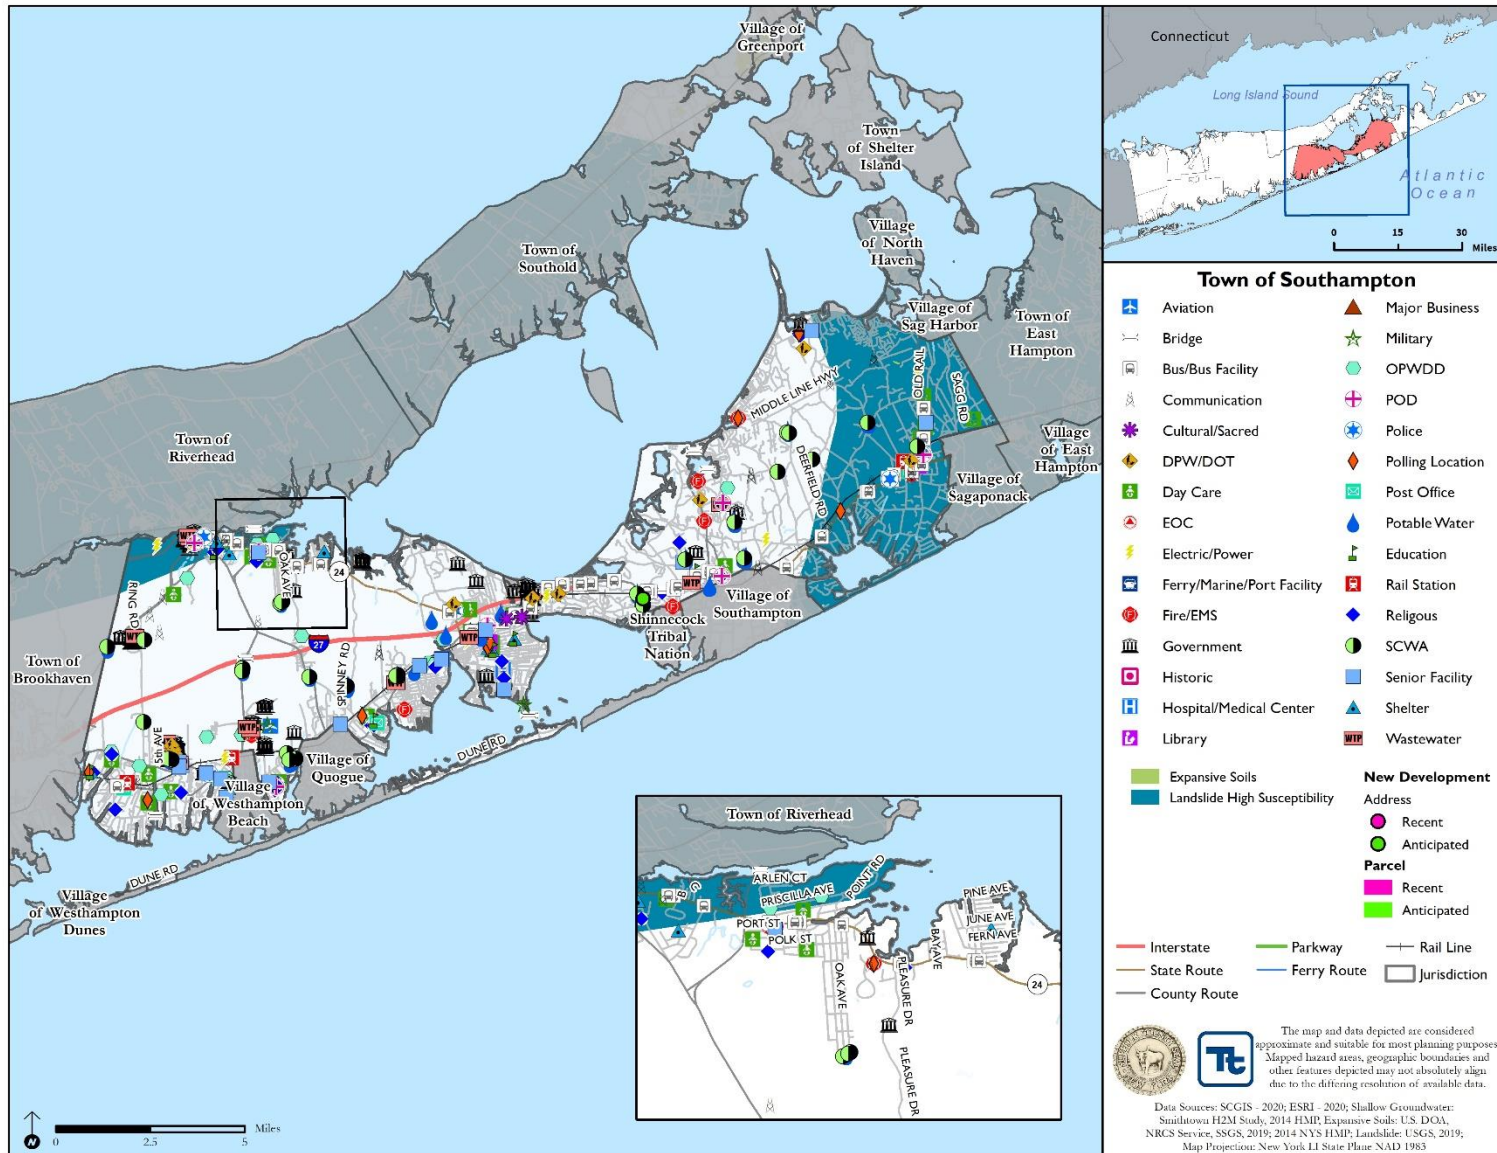 Village of
Greenport
Town
of Shelter
Island
Village
of North
Haven
Town of
Southold
Village of
Sag Harbor
Town of
East
Hampton
Town of
Riverhead
MIDDLE LINE HWY
OLD RAIL
SAGG RD
DEERFIELD RD
Village
of East
Hampton
Village of
Sagaponack
Village of
Southampton
Shinnecock
Tribal
Nation
OAK AVE
24
RING RD
27
SPINNEY RD
Town of
Brookhaven
5th AVE
WTP
WTP
WTP
WTP
WTP
Village of
Quogue
DUNE RD
Village
of Westhampton
Beach
DUNE RD
Village
of Westhampton
Dunes
Town of Riverhead
B
G
ARLEN CT
PRISCILLA AVE
POINT RD
PORT ST
POLK ST
PINE AVE
JUNE AVE
FERN AVE
BAY AVE
OAK AVE
PLEASURE DR
PLEASURE DR
24
N
0 2.5 5
Miles
Connecticut
Long Island Sound
Atlantic
Ocean
0 15 30
Miles
Town of Southampton
Aviation
Bridge
Bus/Bus Facility
Communication
Cultural/Sacred
DPW/DOT
Day Care
EOC
Electric/Power
Ferry/Marine/Port Facility
Fire/EMS
Government
Historic
Hospital/Medical Center
Library
Major Business
Military
OPWDD
POD
Police
Polling Location
Post Office
Potable Water
Education
Rail Station
Religous
SCWA
Senior Facility
Shelter
WTP Wastewater
Expansive Soils
Landslide High Susceptibility
New Development
Address
Recent
Anticipated
Parcel
Recent
Anticipated
Interstate
State Route
County Route
Parkway
Ferry Route
Rail Line
Jurisdiction
Tt
The map and data depicted are considered
approximate and suitable for most planning purposes.
Mapped hazard areas, geographic boundaries and
other features depicted may not absolutely align
due to the differing resolution of available data.
Data Sources: SCGIS - 2020; ESRI - 2020; Shallow Groundwater:
Smithtown H2M Study, 2014 HMP, Expansive Soils: U.S. DOA,
NRCS Service, SSGS, 2019; 2014 NYS HMP; Landslide: USGS, 2019;
Map Projection: New York LI State Plane NAD 1983